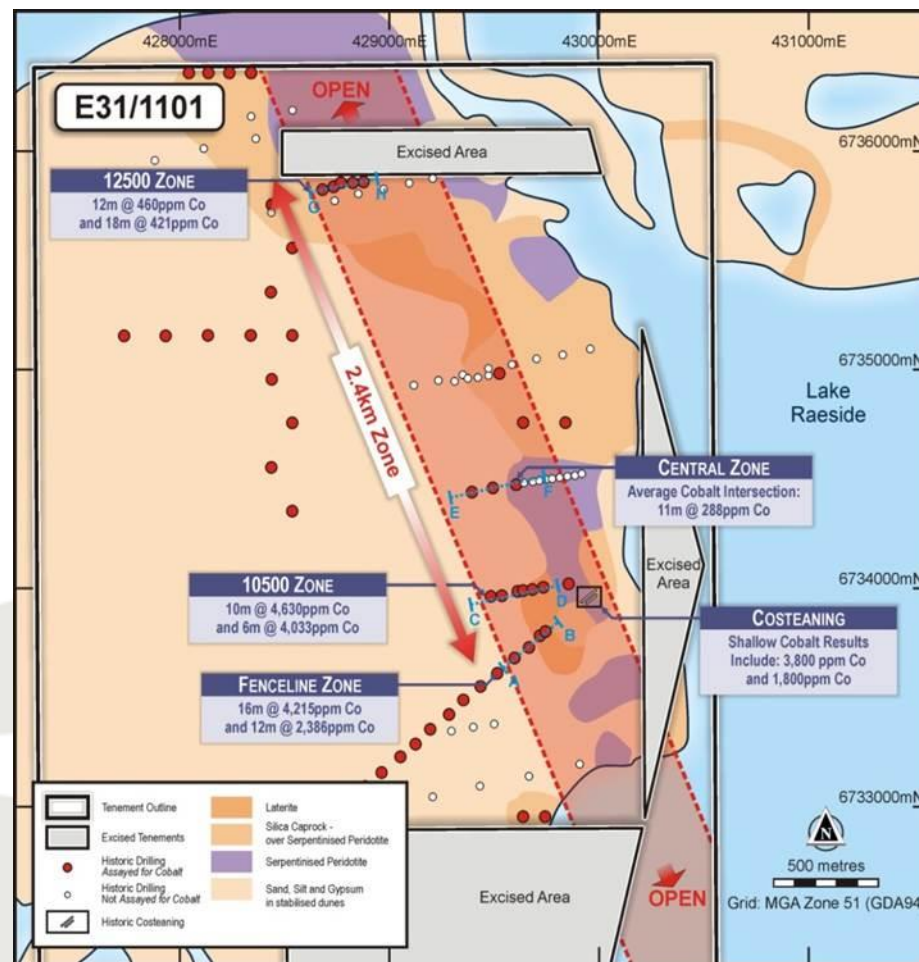 428000mE
429000mE
430000mE
431000mE
E31/1101
OPEN
Excised Area
6736000mN
12500 ZONE
12m @ 460ppm Co
and 18m @ 421ppm Co
G
H
2.4km Zone
6735000mN
Lake
Raeside
CENTRAL ZONE
Average Cobalt Intersection:
11m @ 288ppm Co
E
F
Excised
Area
10500 ZONE
10m @ 4,630ppm Co
and 6m @ 4,033ppm Co
C
D
6734000mN
COSTEANING
Shallow Cobalt Results
Include: 3,800 ppm Co
and 1,800ppm Co
B
A
FENCELINE ZONE
16m @ 4,215ppm Co
and 12m @ 2,386ppm Co
6733000mN
Tenement Outline
Excised Tenements
Historic Drilling
Assayed for Cobalt
Historic Drilling
Not Assayed for Cobalt
Historic Costeaning
Laterite
Silica Caprock -
over Serpentinised Peridotite
Serpentinised Peridotite
Sand, Silt and Gypsum
in stabilised dunes
Excised Area
OPEN
N
500 metres
Grid: MGA Zone 51 (GDA94